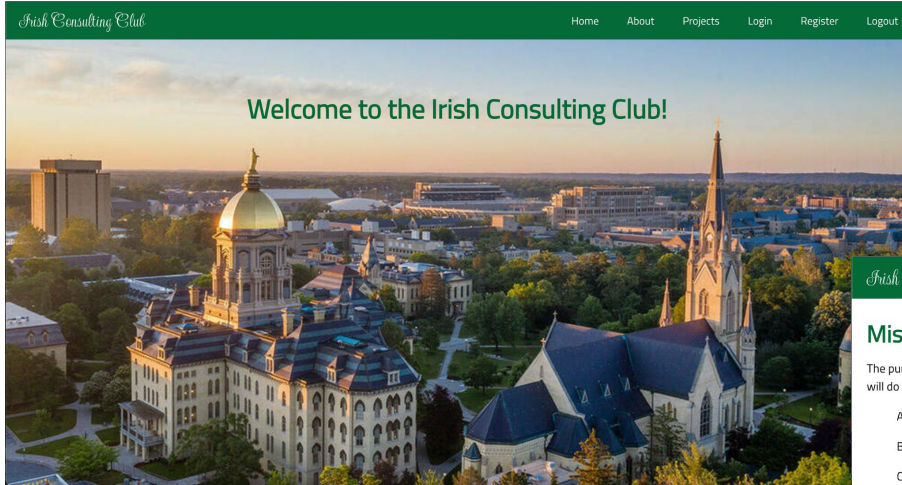 Irish Consulting Club
Home About Projects Login Register Logout
Welcome to the Irish Consulting Club!
Irish
Mis
The pu
will do
A
B
C